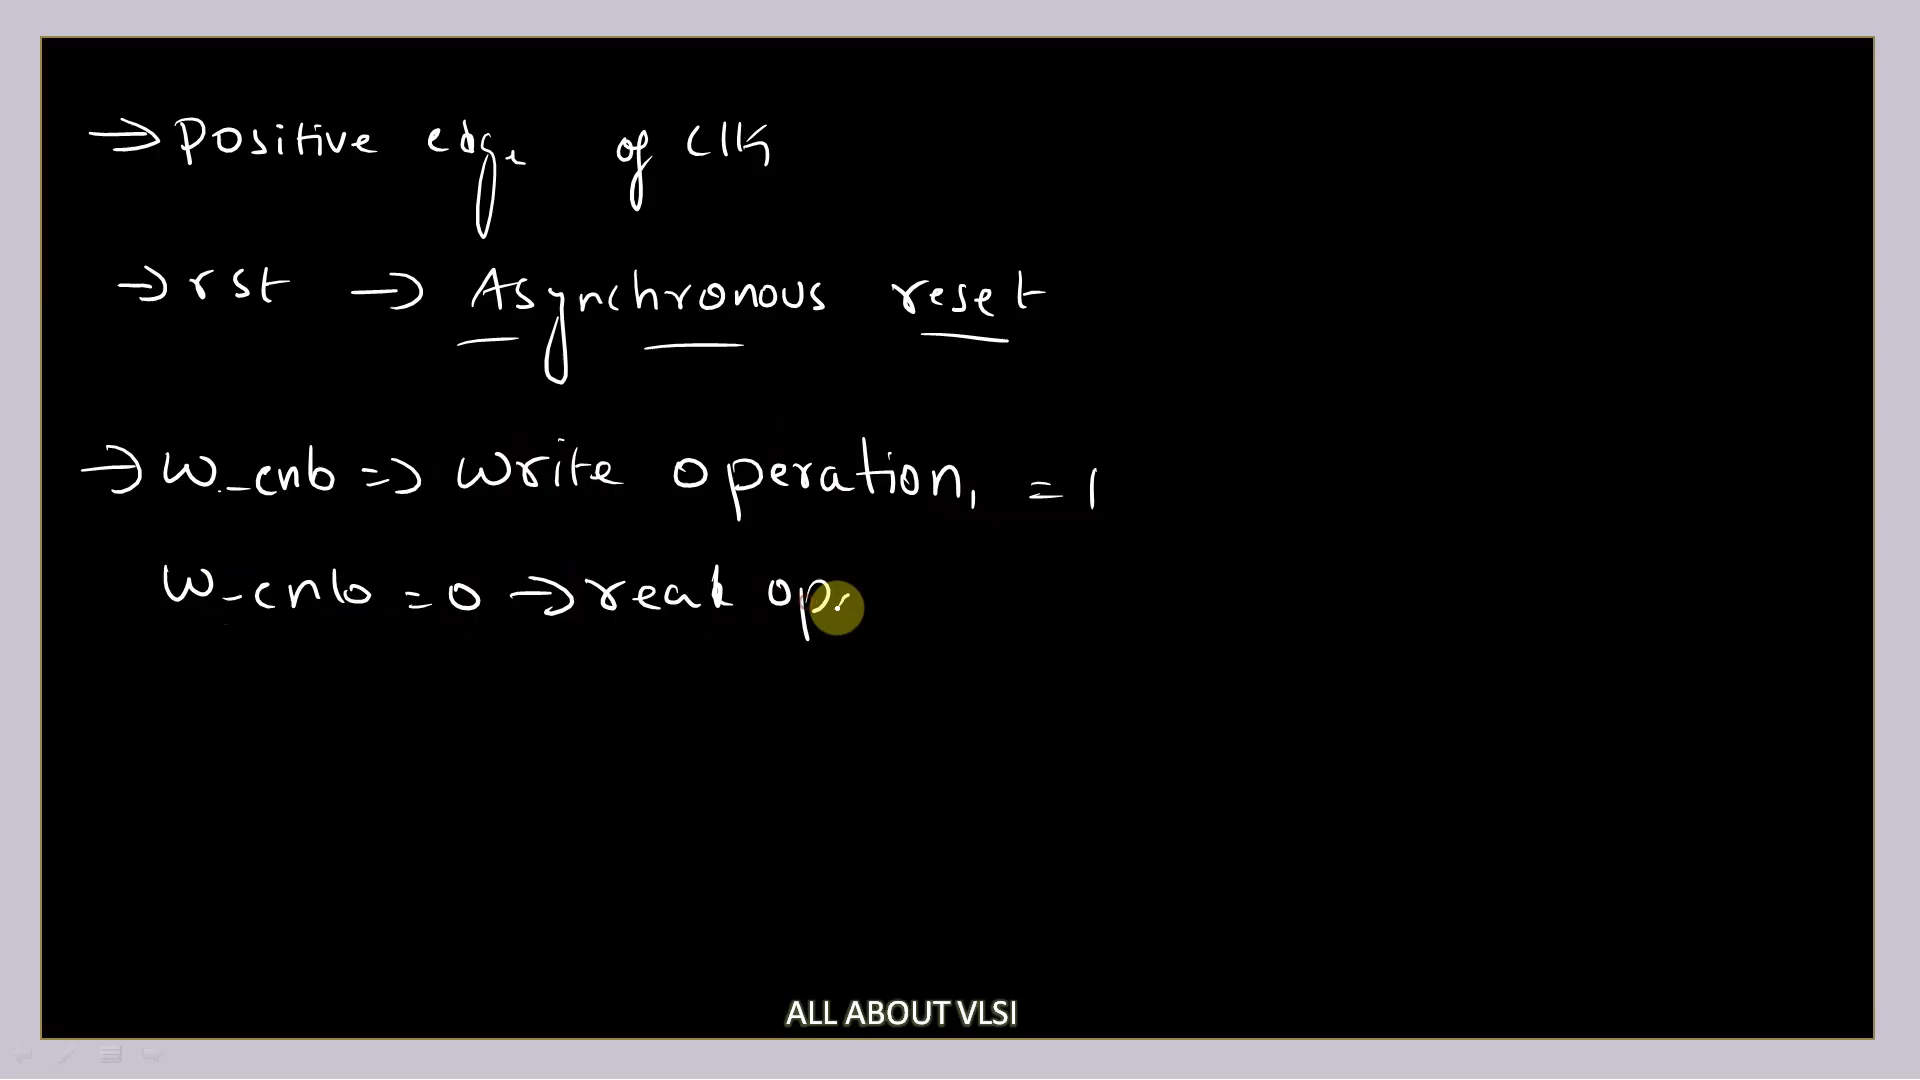 → Positive edge of clk
→ rst → Asynchronous reset
→ w_enb => write operation, = 1
w_enb = 0 → read op
ALL ABOUT VLSI